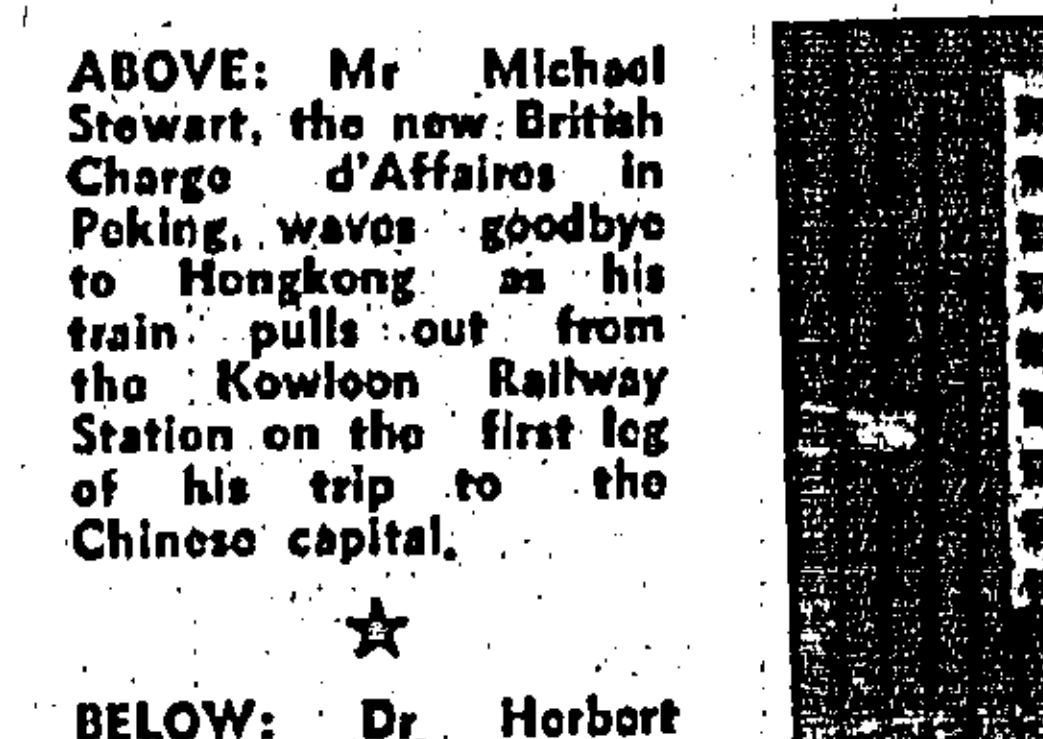 ABOVE: Mr Michael
Stewart, the new British
Charge d'Affaires in
Peking, waves goodbye
to Hongkong as his
train pulls out from
the Kowloon Railway
Station on the first leg
of his trip to the
Chinese capital.
BELOW: Dr Herbert